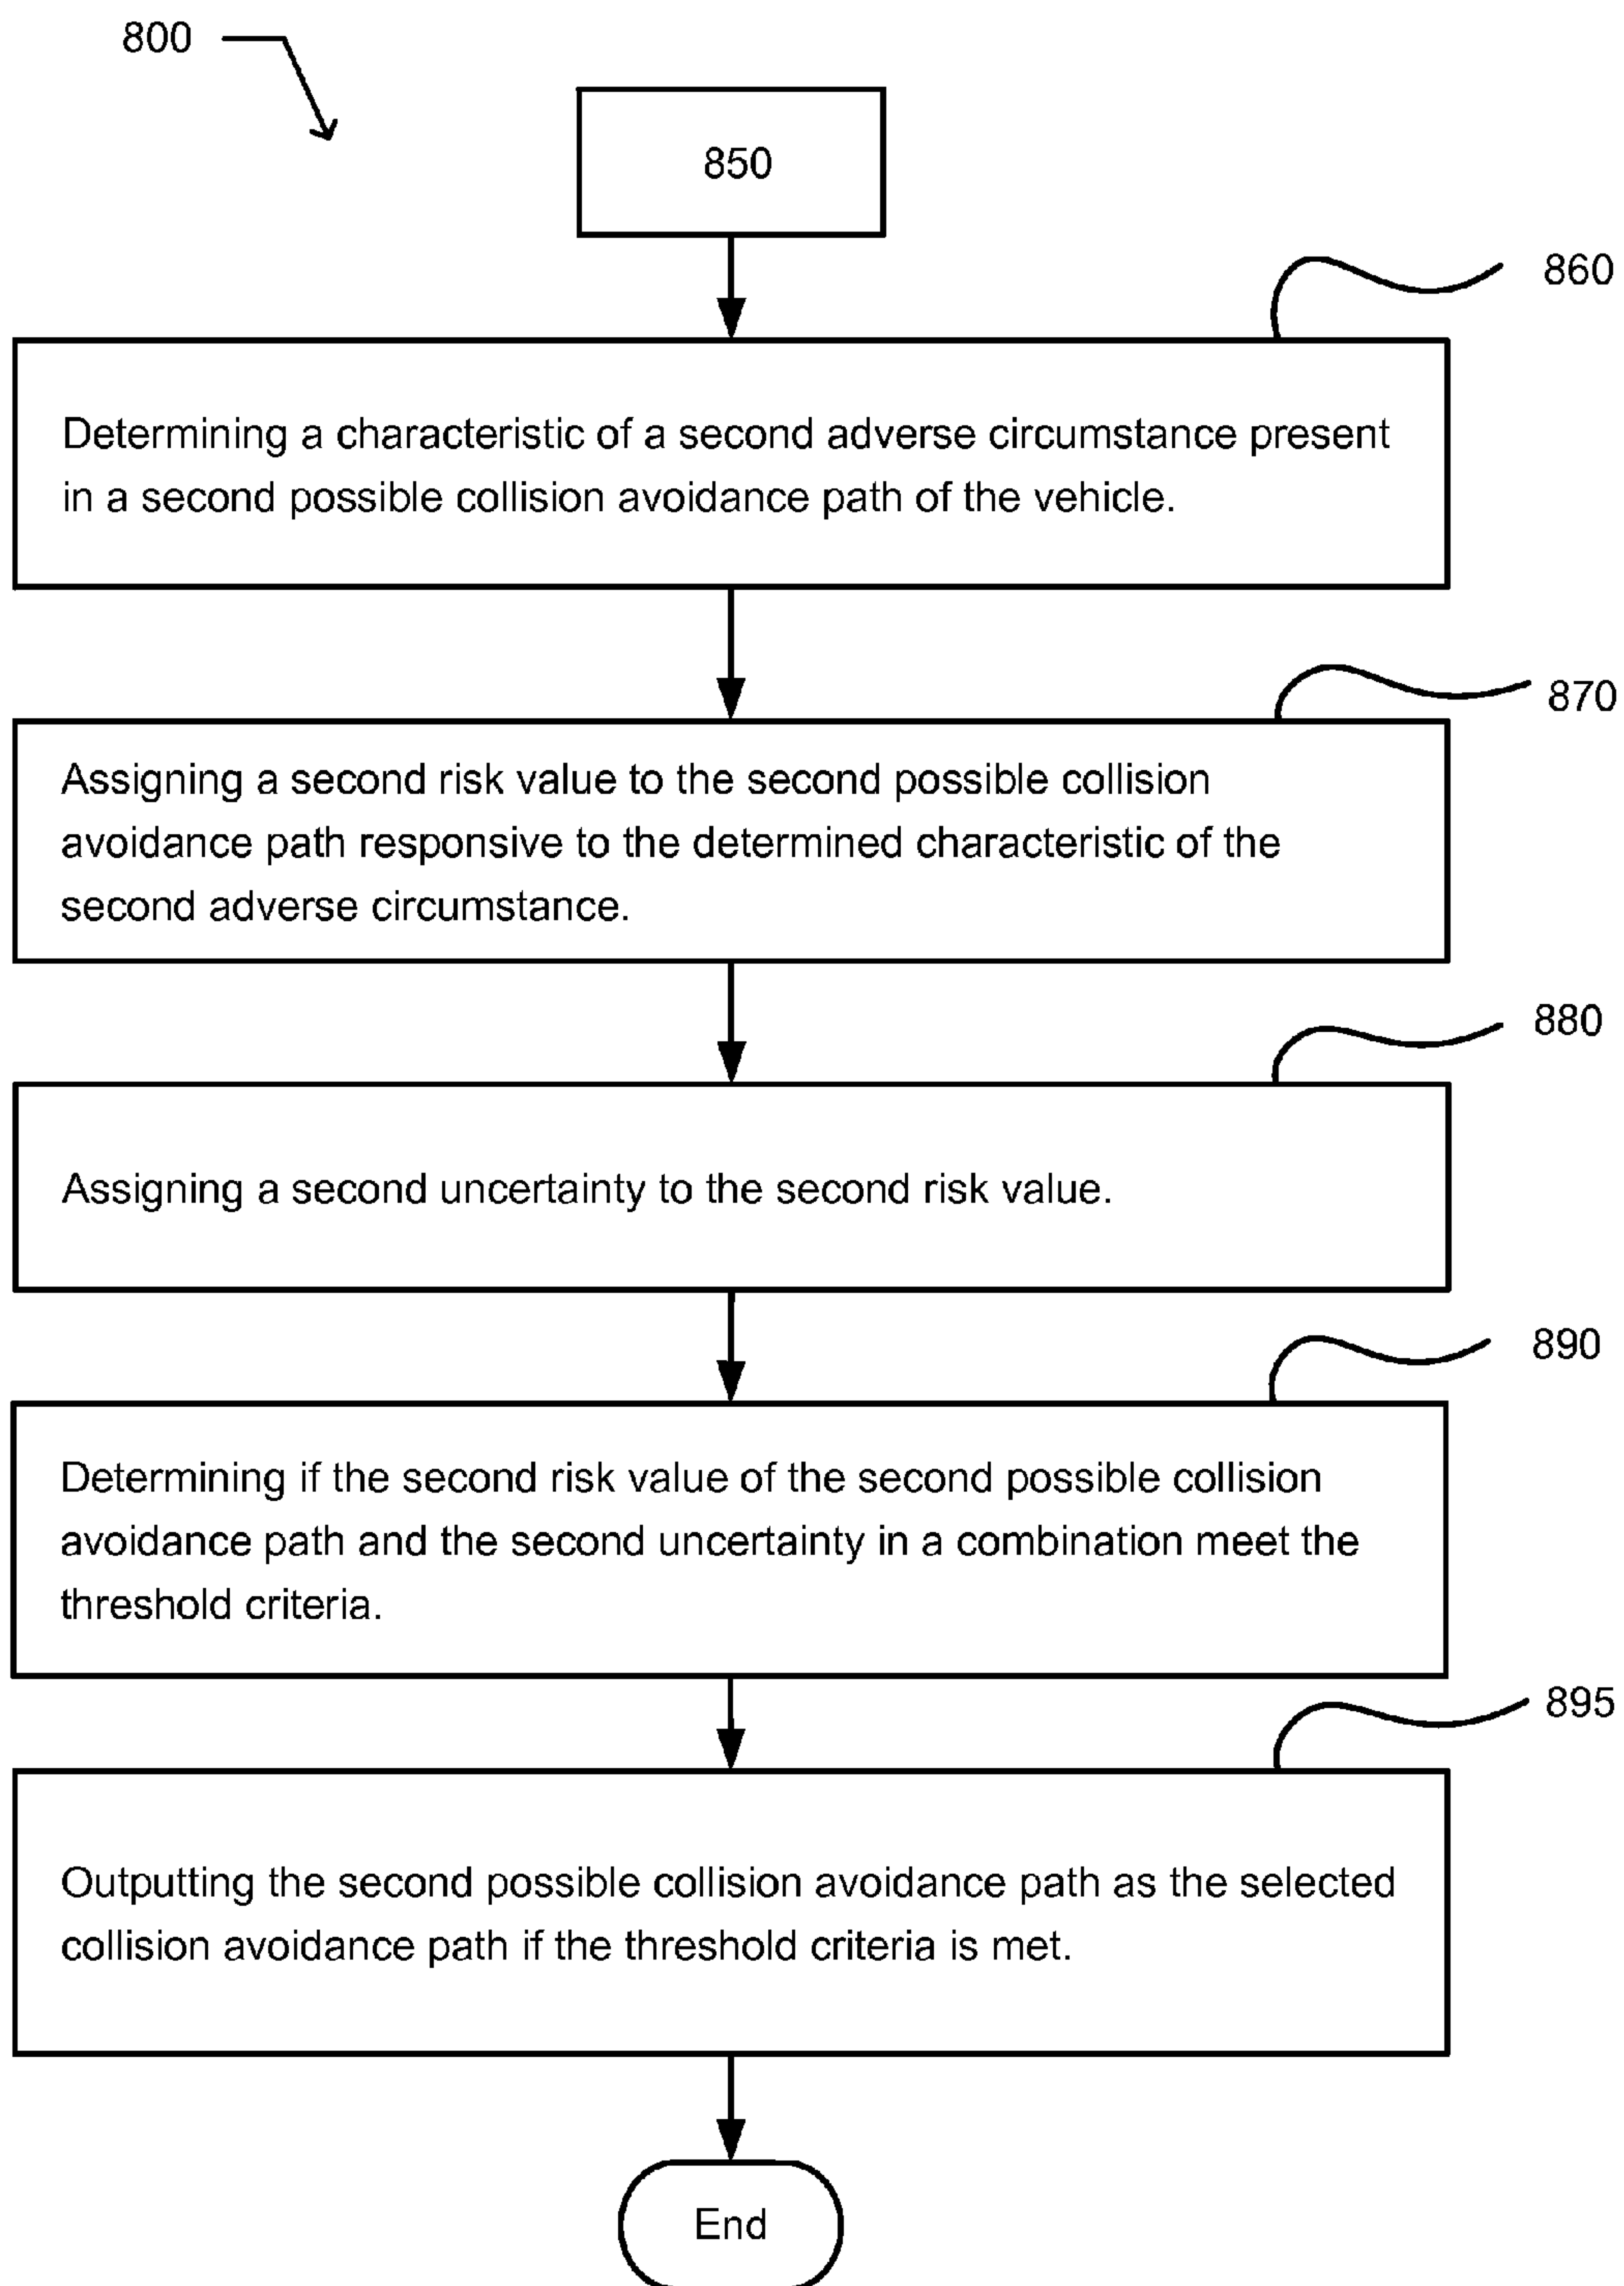 800
850
860
Determining a characteristic of a second adverse circumstance present
in a second possible collision avoidance path of the vehicle.
870
Assigning a second risk value to the second possible collision
avoidance path responsive to the determined characteristic of the
second adverse circumstance.
880
Assigning a second uncertainty to the second risk value.
890
Determining if the second risk value of the second possible collision
avoidance path and the second uncertainty in a combination meet the
threshold criteria.
895
Outputting the second possible collision avoidance path as the selected
collision avoidance path if the threshold criteria is met.
End